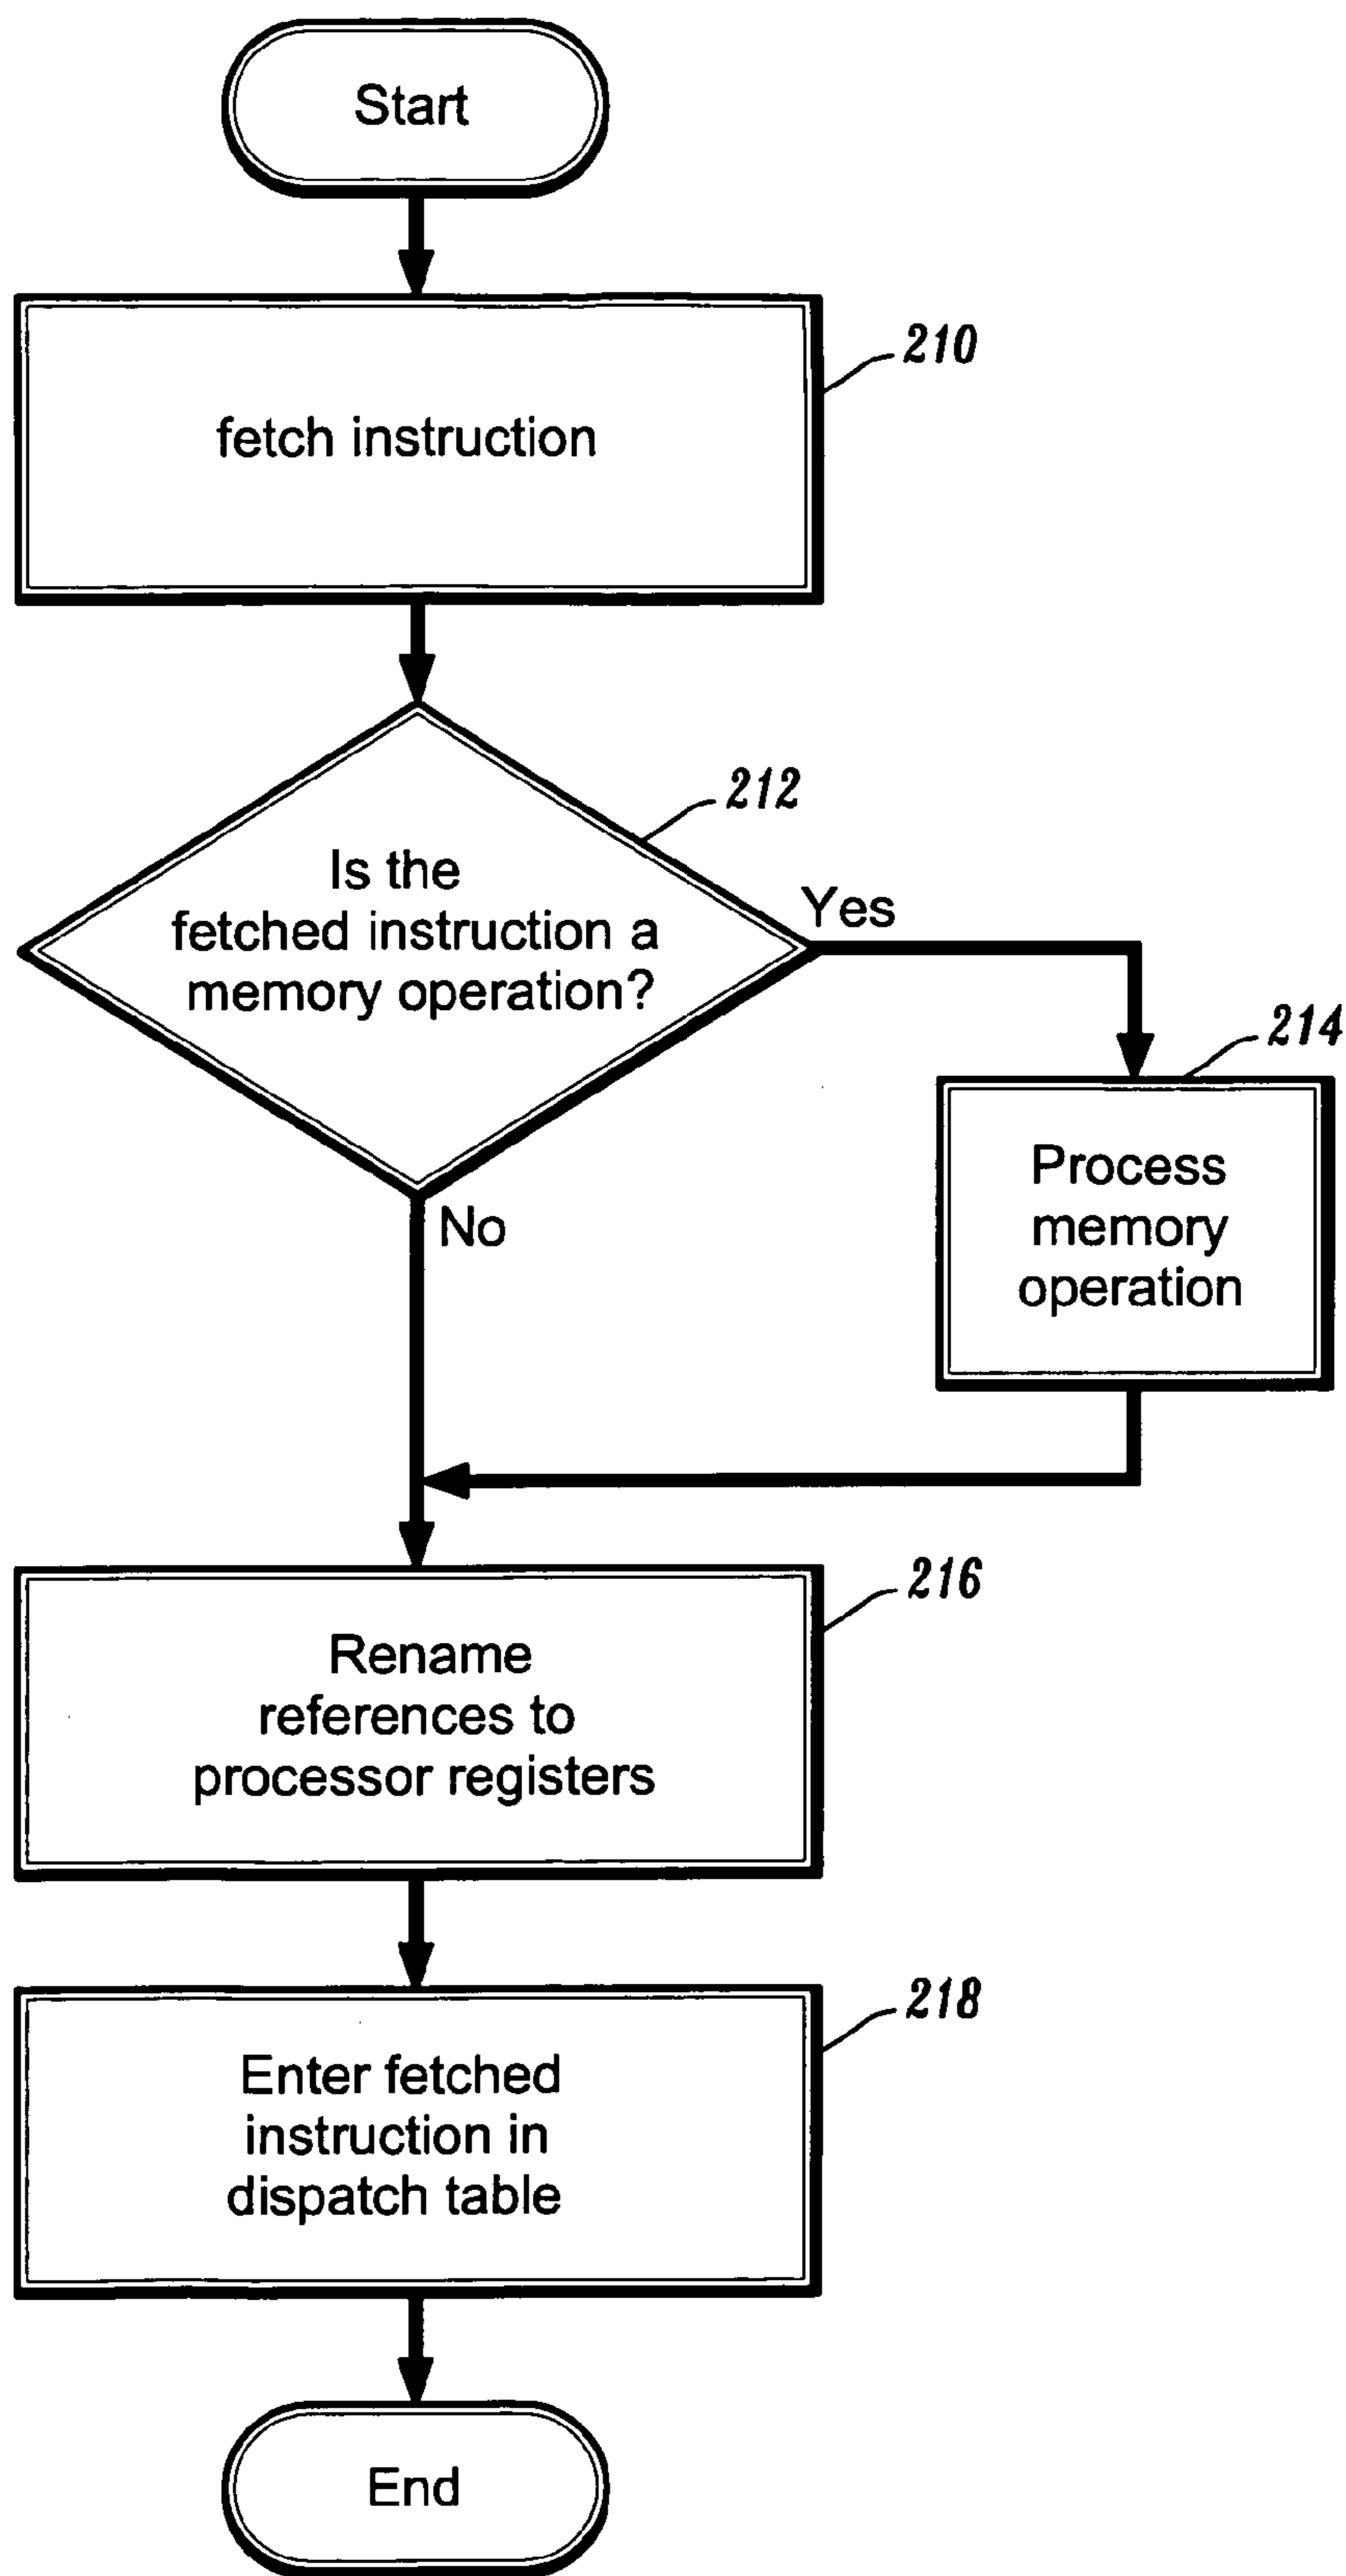 Start
fetch instruction
210
212
Is the
fetched instruction a
memory operation?
Yes
No
214
Process
memory
operation
216
Rename
references to
processor registers
218
Enter fetched
instruction in
dispatch table
End